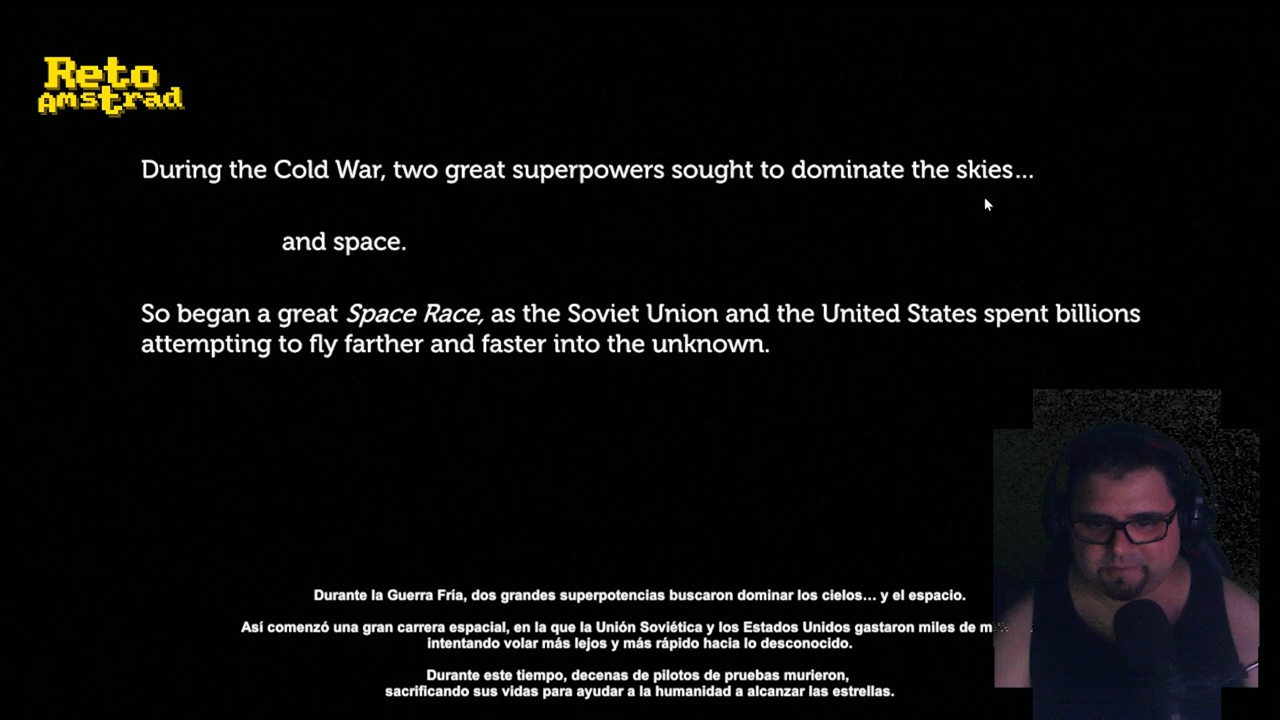 Reto
Amstrad
During the Cold War, two great superpowers sought to dominate the skies...
and space.
So began a great Space Race, as the Soviet Union and the United States spent billions
attempting to fly farther and faster into the unknown.
Durante la Guerra Fría, dos grandes superpotencias buscaron dominar los cielos... y el espacio.
Así comenzó una gran carrera espacial, en la que la Unión Soviética y los Estados Unidos gastaron miles de
intentando volar más lejos y más rápido hacia lo desconocido.
Durante este tiempo, decenas de pilotos de pruebas murieron,
sacrificando sus vidas para ayudar a la humanidad a alcanzar las estrellas.